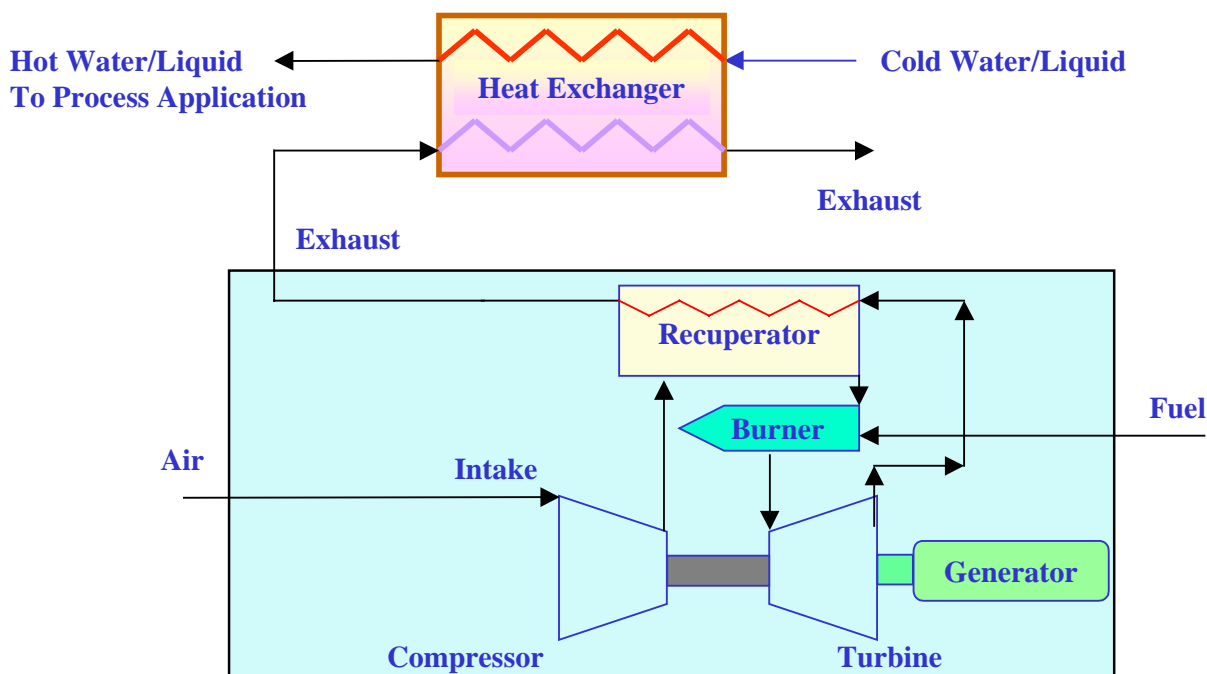 Hot Water/Liquid
To Process Application
Cold Water/Liquid
Heat Exchanger
Exhaust
Exhaust
Recuperator
Fuel
Burner
Air
Intake
Generator
Compressor
Turbine